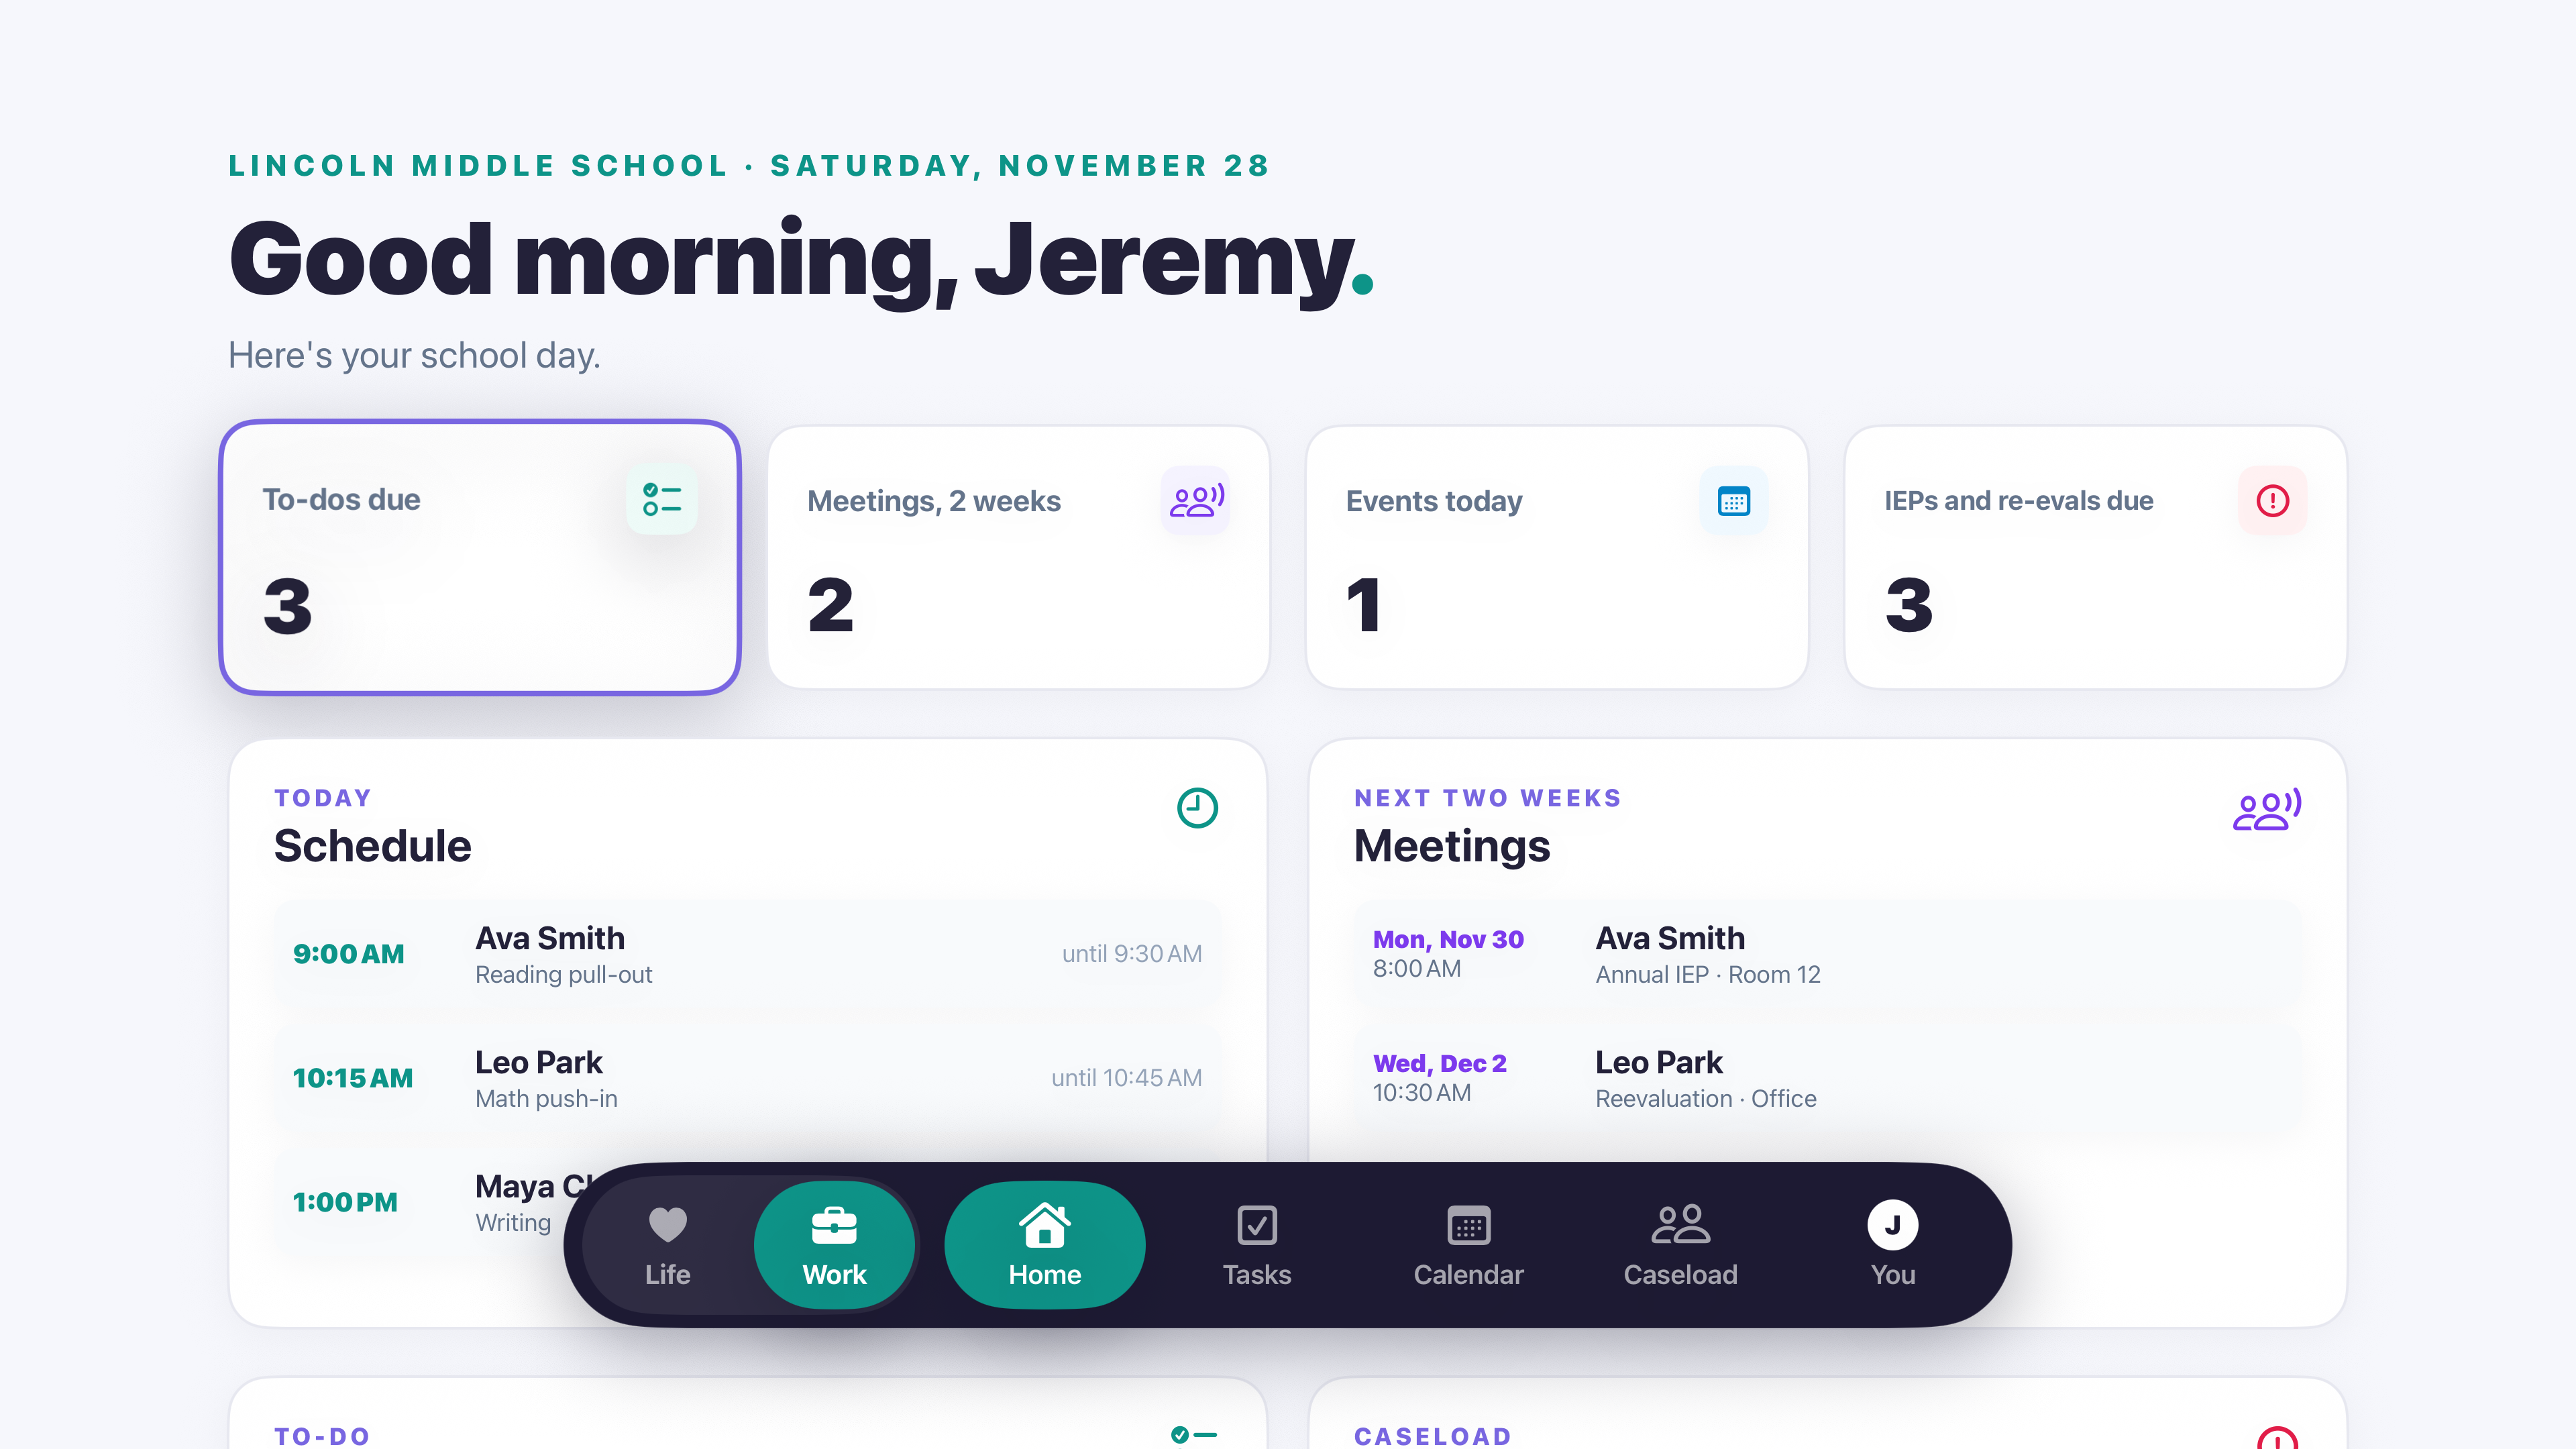 LINCOLN MIDDLE SCHOOL · SATURDAY, NOVEMBER 28
Good morning, Jeremy.
Here's your school day.
To-dos due
3
Meetings, 2 weeks
2
Events today
1
IEPs and re-evals due
3
TODAY
Schedule
9:00 AM
Ava Smith
Reading pull-out
until 9:30 AM
10:15 AM
Leo Park
Math push-in
until 10:45 AM
1:00 PM
Maya
Writing
NEXT TWO WEEKS
Meetings
Mon, Nov 30
8:00 AM
Ava Smith
Annual IEP · Room 12
Wed, Dec 2
10:30 AM
Leo Park
Reevaluation · Office
Life
Work
Home
Tasks
Calendar
Caseload
J
You
TO-DO
CASELOAD